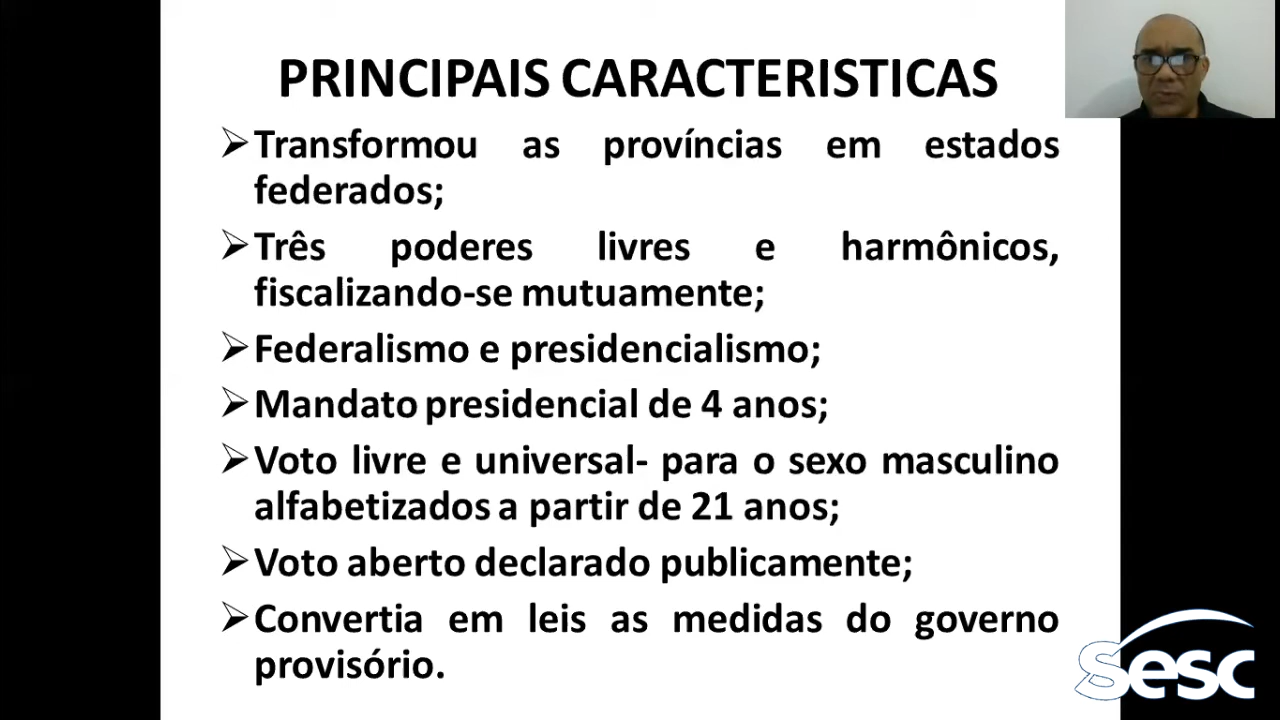 PRINCIPAIS CARACTERISTICAS
Transformou as províncias em estados
federados;
Três poderes livres e harmônicos,
fiscalizando-se mutuamente;
Federalismo e presidencialismo;
Mandato presidencial de 4 anos;
Voto livre e universal- para o sexo masculino
alfabetizados a partir de 21 anos;
Voto aberto declarado publicamente;
Convertia em leis as medidas do governo
provisório.
Sesc